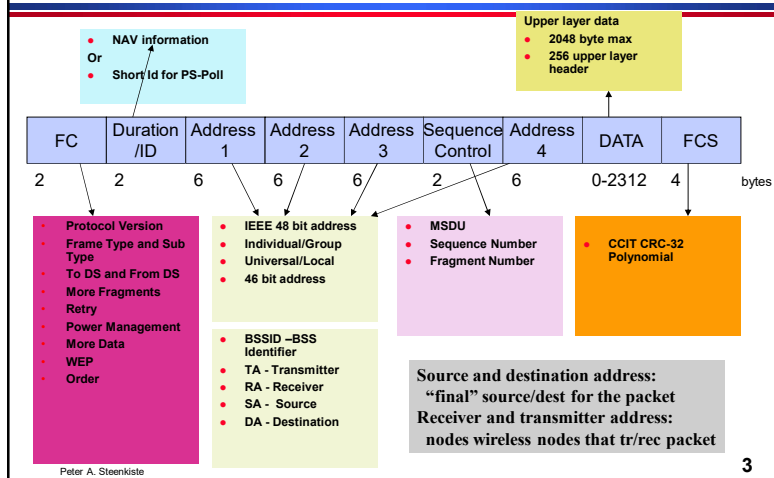 NAV information
Or
Short Id for PS-Poll
Upper layer data
2048 byte max
256 upper layer
header
FC
Duration
/ID
Address
1
Address
2
Address
3
Sequence
Control
Address
4
DATA
FCS
2 2 6 6 6 2 6 0-2312 4 bytes
Protocol Version
Frame Type and Sub
Type
To DS and From DS
More Fragments
Retry
Power Management
More Data
WEP
Order
IEEE 48 bit address
Individual/Group
Universal/Local
46 bit address
BSSID –BSS
Identifier
TA - Transmitter
RA - Receiver
SA - Source
DA - Destination
MSDU
Sequence Number
Fragment Number
CCIT CRC-32
Polynomial
Source and destination address:
“final” source/dest for the packet
Receiver and transmitter address:
nodes wireless nodes that tr/rec packet
Peter A. Steenkiste
3